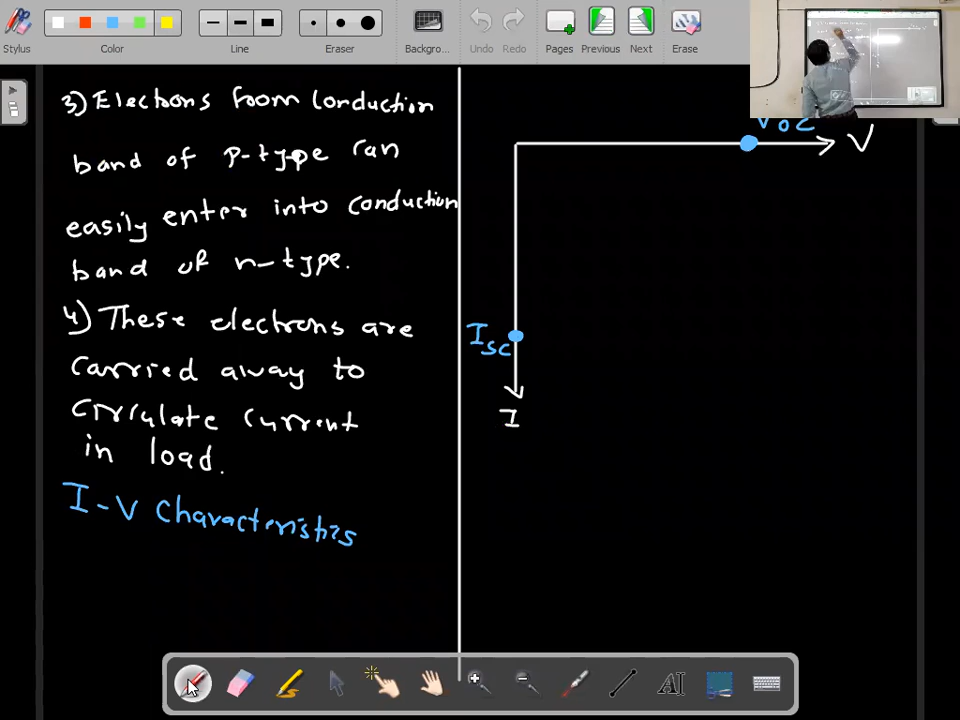 Stylus
Color
Line
Eraser
Backgro...
Undo
Redo
Pages
Previous
Next
Erase
3) Electrons from conduction
band of p-type can
easily enter into conduction
band of n-type.
4) These electrons are
carried away to
circulate current
in load.
I-V Characteristics
Voc
V
Isc
I
AI